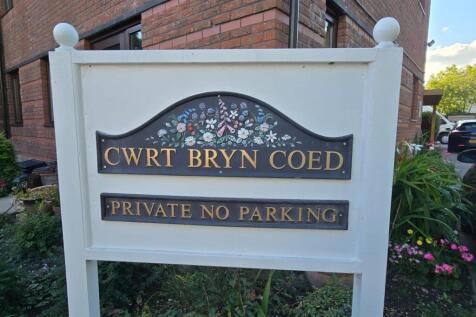 CWRT BRYN COED
PRIVATE NO PARKING